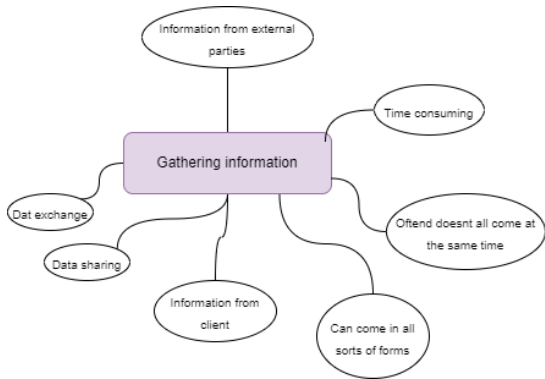 Information from external
parties
Time consuming
Gathering information
Dat exchange
Oftend doesnt all come at
the same time
Data sharing
Information from
client
Can come in all
sorts of forms